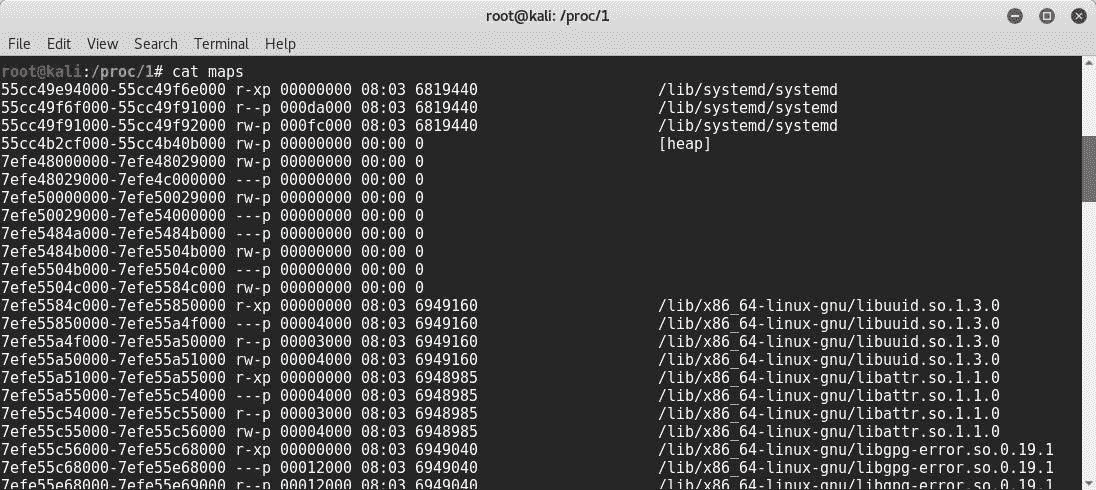 root@kali: /proc/1
File Edit View Search Terminal Help
root@kali:/proc/1# cat maps
55cc49e94000-55cc49f6e000 r-xp 00000000 08:03 6819440 /lib/systemd/systemd
55cc49f6f000-55cc49f91000 r--p 000da000 08:03 6819440 /lib/systemd/systemd
55cc49f91000-55cc49f92000 rw-p 000fc000 08:03 6819440 /lib/systemd/systemd
55cc4b2cf000-55cc4b40b000 rw-p 00000000 00:00 0 [heap]
7efe48000000-7efe48029000 rw-p 00000000 00:00 0
7efe48029000-7efe4c000000 ---p 00000000 00:00 0
7efe50000000-7efe50029000 rw-p 00000000 00:00 0
7efe50029000-7efe54000000 ---p 00000000 00:00 0
7efe5484a000-7efe5484b000 ---p 00000000 00:00 0
7efe5484b000-7efe5504b000 rw-p 00000000 00:00 0
7efe5504b000-7efe5504c000 ---p 00000000 00:00 0
7efe5504c000-7efe5584c000 rw-p 00000000 00:00 0
7efe5584c000-7efe55850000 r-xp 00000000 08:03 6949160 /lib/x86_64-linux-gnu/libuuid.so.1.3.0
7efe55850000-7efe55a4f000 ---p 00004000 08:03 6949160 /lib/x86_64-linux-gnu/libuuid.so.1.3.0
7efe55a4f000-7efe55a50000 r--p 00003000 08:03 6949160 /lib/x86_64-linux-gnu/libuuid.so.1.3.0
7efe55a50000-7efe55a51000 rw-p 00004000 08:03 6949160 /lib/x86_64-linux-gnu/libuuid.so.1.3.0
7efe55a51000-7efe55a55000 r-xp 00000000 08:03 6948985 /lib/x86_64-linux-gnu/libattr.so.1.1.0
7efe55a55000-7efe55c54000 ---p 00004000 08:03 6948985 /lib/x86_64-linux-gnu/libattr.so.1.1.0
7efe55c54000-7efe55c55000 r--p 00003000 08:03 6948985 /lib/x86_64-linux-gnu/libattr.so.1.1.0
7efe55c55000-7efe55c56000 rw-p 00004000 08:03 6948985 /lib/x86_64-linux-gnu/libattr.so.1.1.0
7efe55c56000-7efe55c68000 r-xp 00000000 08:03 6949040 /lib/x86_64-linux-gnu/libgpg-error.so.0.19.1
7efe55c68000-7efe55e68000 ---p 00012000 08:03 6949040 /lib/x86_64-linux-gnu/libgpg-error.so.0.19.1
7efe55e68000-7efe55e69000 r--p 00012000 08:03 6949040 /lib/x86_64-linux-gnu/libgpg-error.so.0.19.1